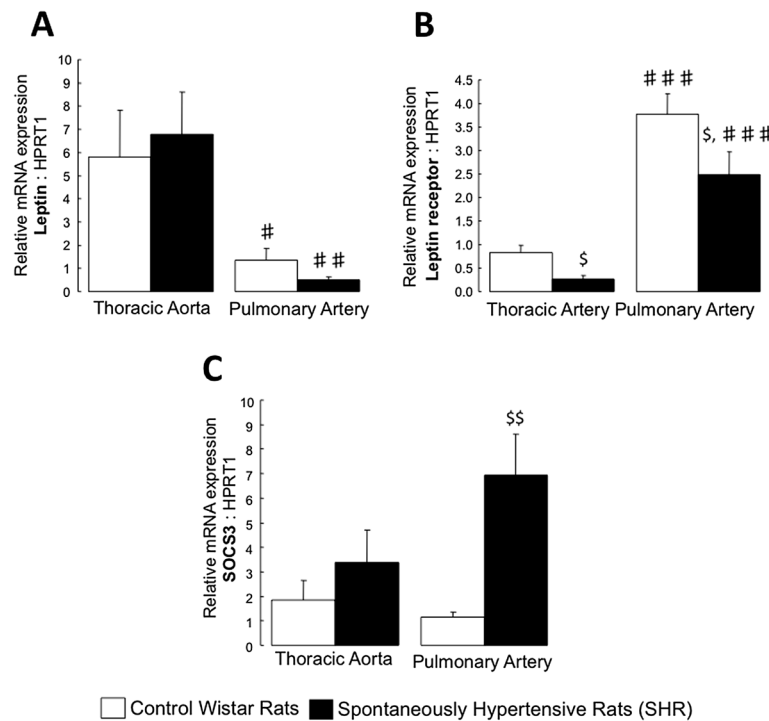 A
Relative mRNA expression
Leptin : HPRT1
10
9
8
7
6
5
4
3
2
1
0
#
# #
Thoracic Aorta
Pulmonary Artery
B
Relative mRNA expression
Leptin receptor : HPRT1
4.5
4.0
3.5
3.0
2.5
2.0
1.5
1.0
0.5
0.0
$
# # #
$, # # #
Thoracic Artery
Pulmonary Artery
C
Relative mRNA expression
SOCS3 : HPRT1
10
9
8
7
6
5
4
3
2
1
0
$$
Thoracic Aorta
Pulmonary Artery
Control Wistar Rats
Spontaneously Hypertensive Rats (SHR)